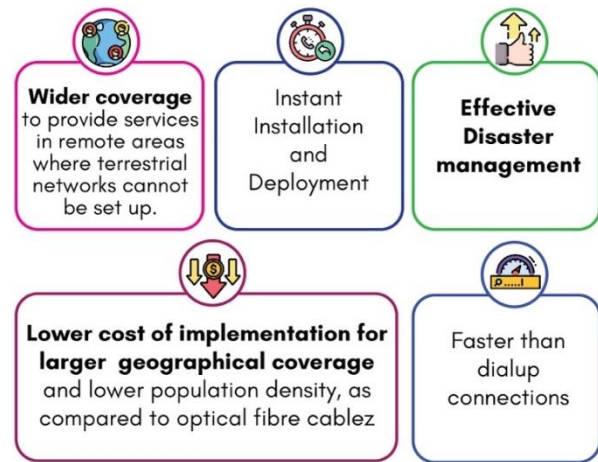 Wider coverage
to provide services
in remote areas
where terrestrial
networks cannot
be set up.
Instant
Installation
and
Deployment
Effective
Disaster
management
Lower cost of implementation for
larger geographical coverage
and lower population density, as
compared to optical fibre cablez
Faster than
dialup
connections